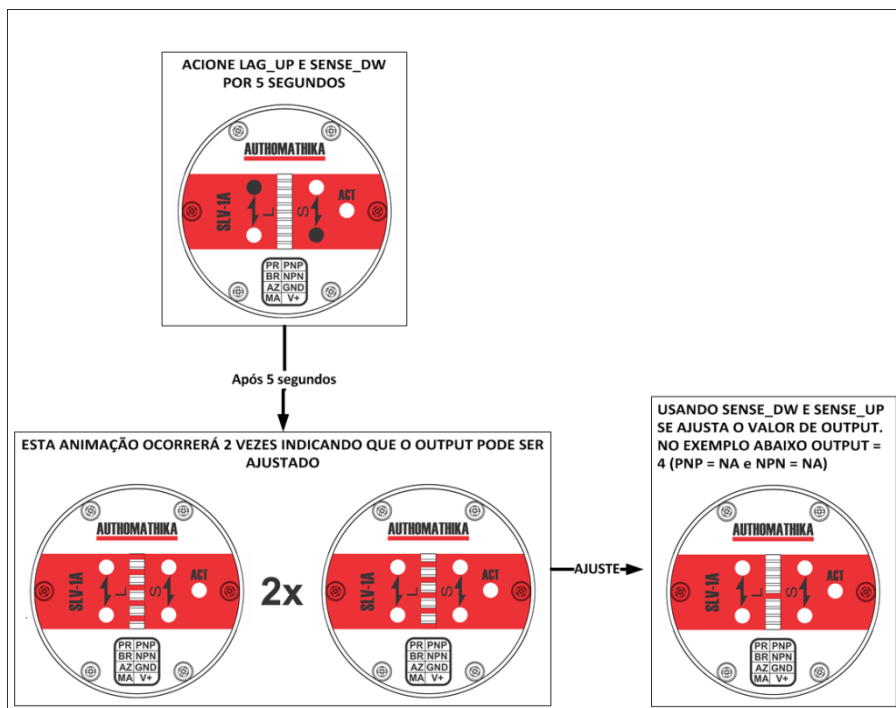 ACIONE LAG_UP E SENSE_DW
POR 5 SEGUNDOS
AUTHOMATHIKA
SLV-1A
L
S
ACT
PR PNP
BR NPN
AZ GND
MA V+
Após 5 segundos
ESTA ANIMAÇÃO OCORRERÁ 2 VEZES INDICANDO QUE O OUTPUT PODE SER
AJUSTADO
AUTHOMATHIKA
SLV-1A
L
S
ACT
PR PNP
BR NPN
AZ GND
MA V+
2x
AUTHOMATHIKA
SLV-1A
L
S
ACT
PR PNP
BR NPN
AZ GND
MA V+
AJUSTE
USANDO SENSE_DW E SENSE_UP
SE AJUSTA O VALOR DE OUTPUT.
NO EXEMPLO ABAIXO OUTPUT =
4 (PNP = NA e NPN = NA)
AUTHOMATHIKA
SLV-1A
L
S
ACT
PR PNP
BR NPN
AZ GND
MA V+